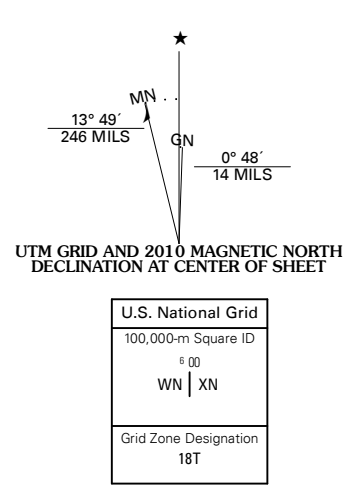 ★
MN
13° 49´
246 MILS
GN
0° 48´
14 MILS
UTM GRID AND 2010 MAGNETIC NORTH
DECLINATION AT CENTER OF SHEET
U.S. National Grid
100,000-m Square ID
6 00
WN | XN
Grid Zone Designation
18T